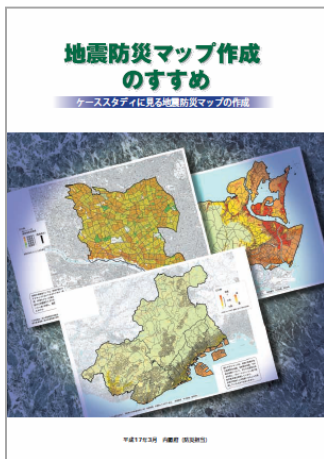 地震防災マップ作成
のすすめ
ケーススタディに見る地震防災マップの作成
平成17年3月 内閣府（防災担当）